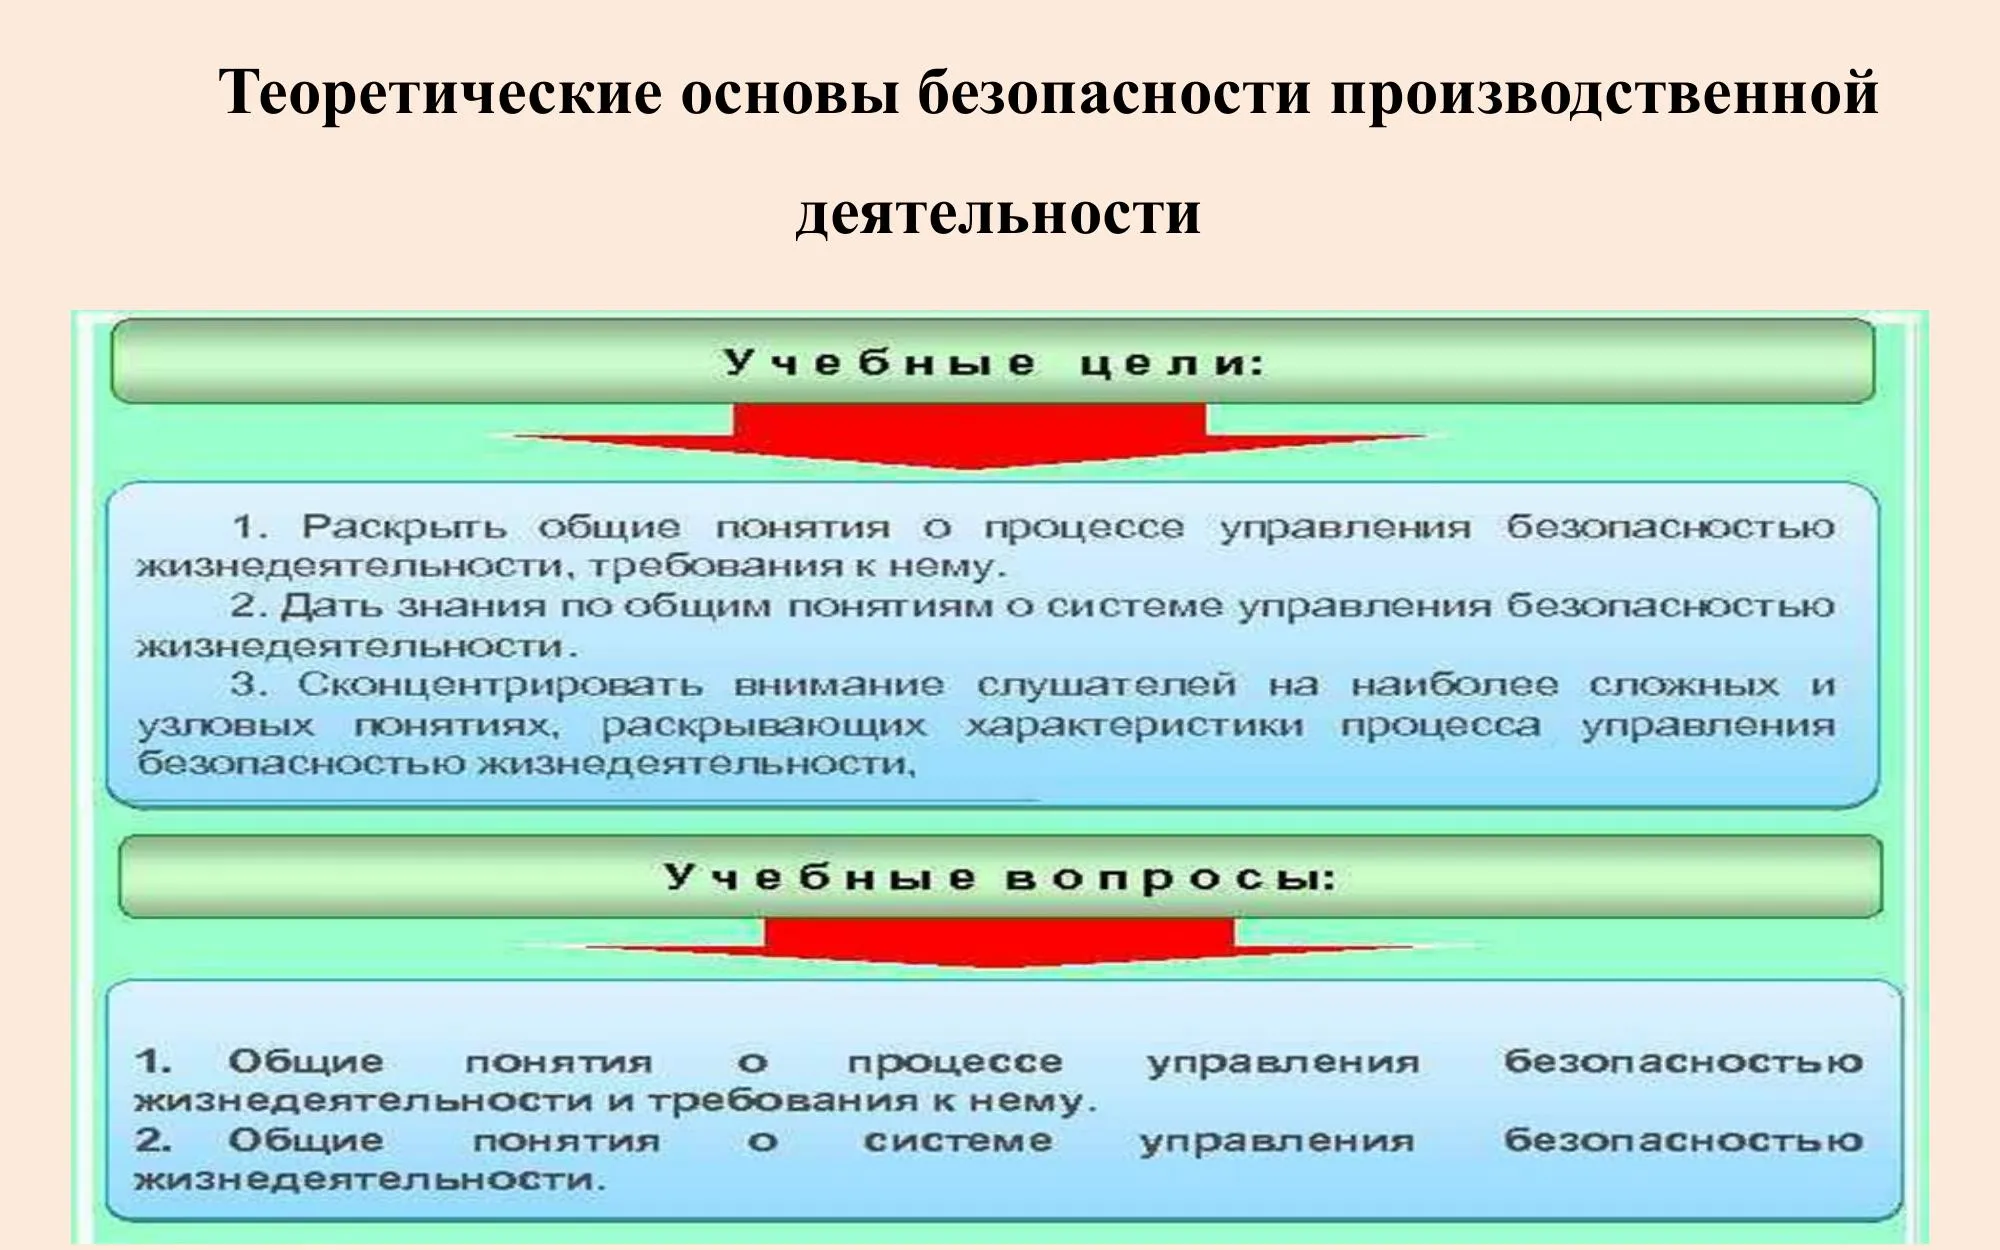 Теоретические основы безопасности производственной
деятельности
Учебные цели:
1. Раскрыть общие понятия о процессе управления безопасностью
жизнедеятельности, требования к нему.
2. Дать знания по общим понятиям о системе управления безопасностью
жизнедеятельности.
3. Сконцентрировать внимание слушателей на наиболее сложных и
узловых понятиях, раскрывающих характеристики процесса управления
безопасностью жизнедеятельности,
Учебные вопросы:
1. Общие понятия о процессе управления безопасностью
жизнедеятельности и требования к нему.
2. Общие понятия о системе управления безопасностью
жизнедеятельности.